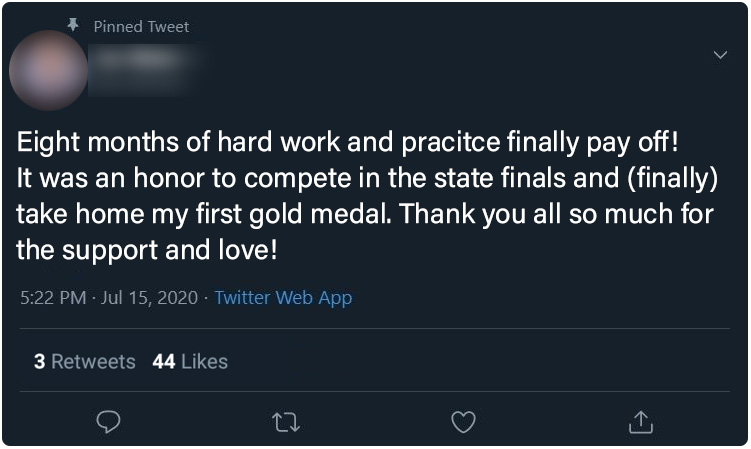 Pinned Tweet
Eight months of hard work and pracitce finally pay off!
It was an honor to compete in the state finals and (finally)
take home my first gold medal. Thank you all so much for
the support and love!
5:22 PM · Jul 15, 2020 · Twitter Web App
3 Retweets 44 Likes